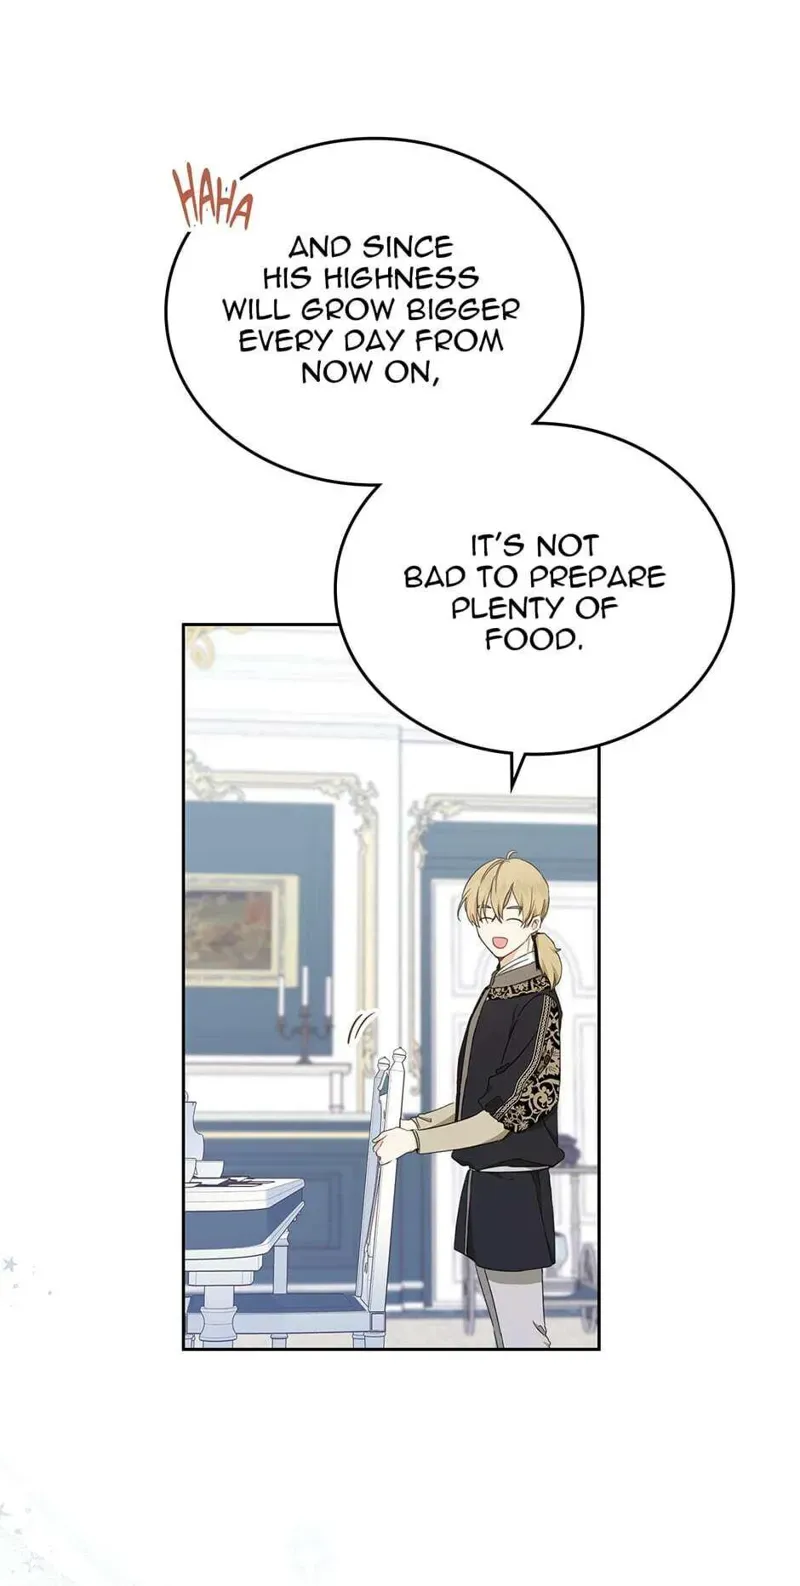 HAHA
AND SINCE
HIS HIGHNESS
WILL GROW BIGGER
EVERY DAY FROM
NOW ON,
IT'S NOT
BAD TO PREPARE
PLENTY OF
FOOD.